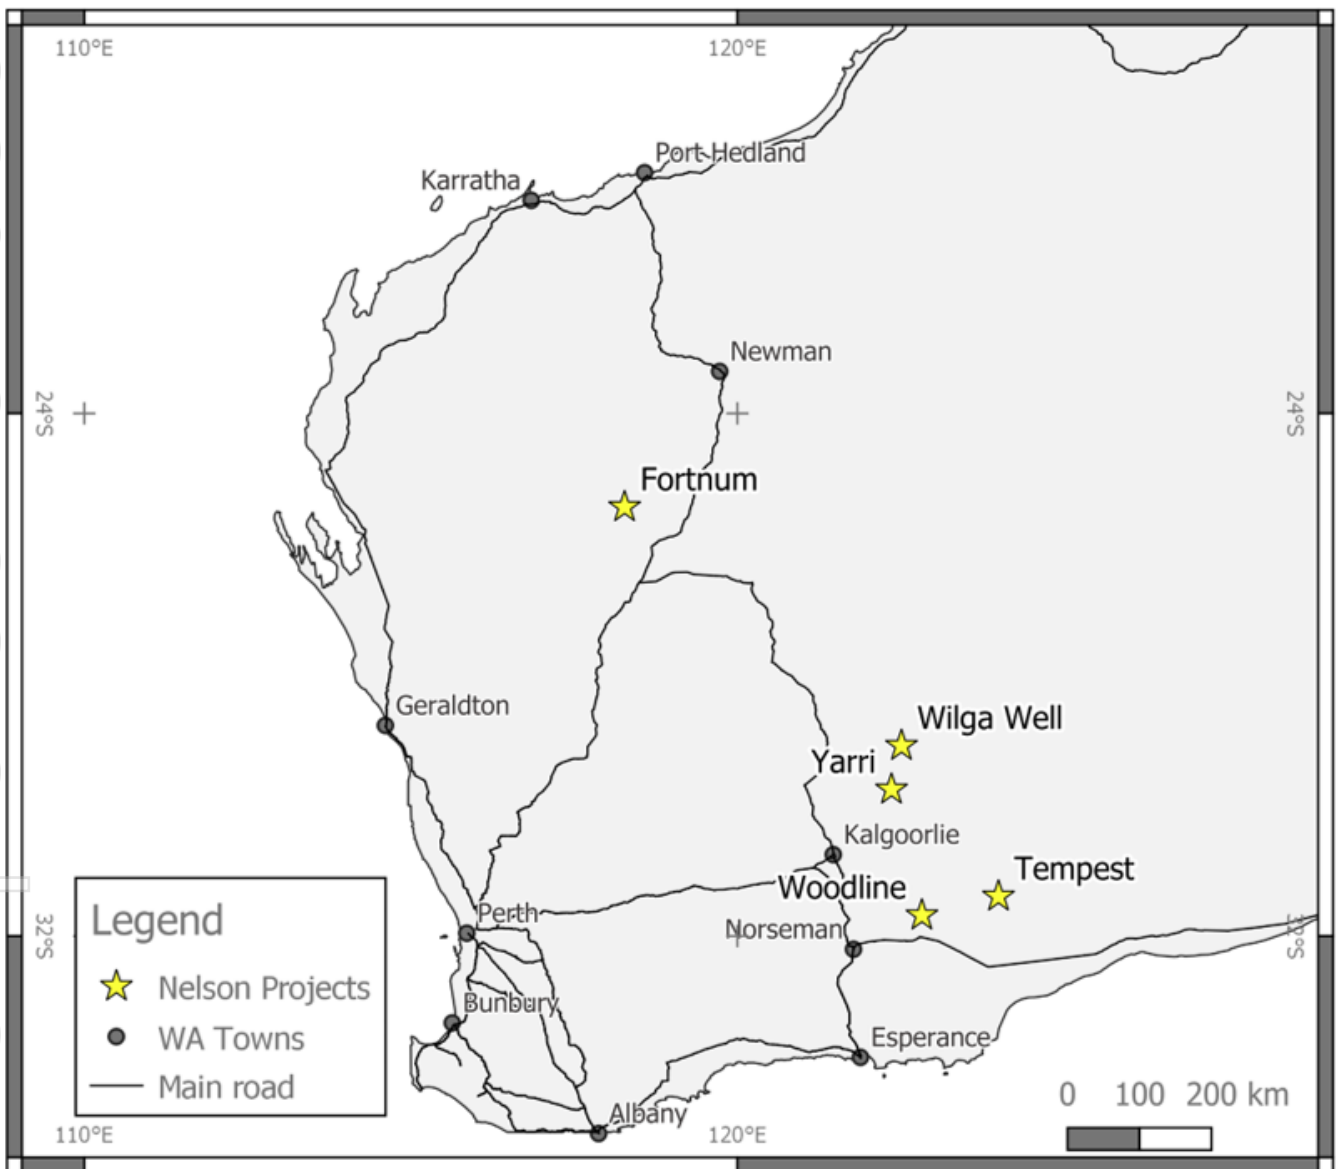 110°E
120°E
Port Hedland
Karratha
Newman
24°S
24°S
Fortnum
Geraldton
Wilga Well
Yarri
Kalgoorlie
Tempest
Woodline
Perth
Norseman
32°S
32°S
Legend
Nelson Projects
WA Towns
Main road
Bunbury
Esperance
Albany
0 100 200 km
110°E
120°E